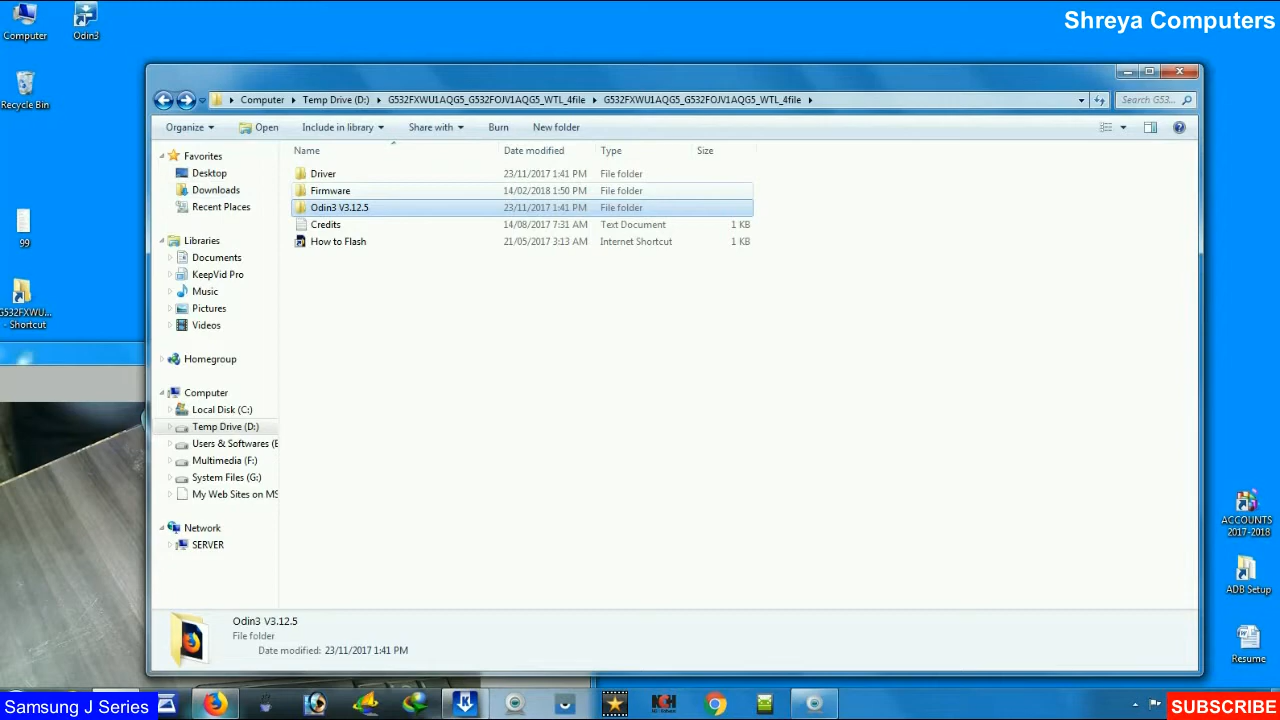 Shreya Computers
Computer
Odin3
Recycle Bin
99
G532FXWU...
- Shortcut
Computer
Temp Drive (D:)
G532FXWU1AQG5_G532FOJV1AQG5_WTL_4file
G532FXWU1AQG5_G532FOJV1AQG5_WTL_4file
Search G53...
Organize
Open
Include in library
Share with
Burn
New folder
Name
Date modified
Type
Size
Favorites
Desktop
Downloads
Recent Places
Libraries
Documents
KeepVid Pro
Music
Pictures
Videos
Homegroup
Computer
Local Disk (C:)
Temp Drive (D:)
Users & Softwares (E
Multimedia (F:)
System Files (G:)
My Web Sites on MS
Network
SERVER
Driver 23/11/2017 1:41 PM File folder
Firmware 14/02/2018 1:50 PM File folder
Odin3 V3.12.5 23/11/2017 1:41 PM File folder
Credits 14/08/2017 7:31 AM Text Document 1 KB
How to Flash 21/05/2017 3:13 AM Internet Shortcut 1 KB
Odin3 V3.12.5
File folder
Date modified: 23/11/2017 1:41 PM
ACCOUNTS
2017-2018
ADB Setup
Resume
Samsung J Series
SUBSCRIBE